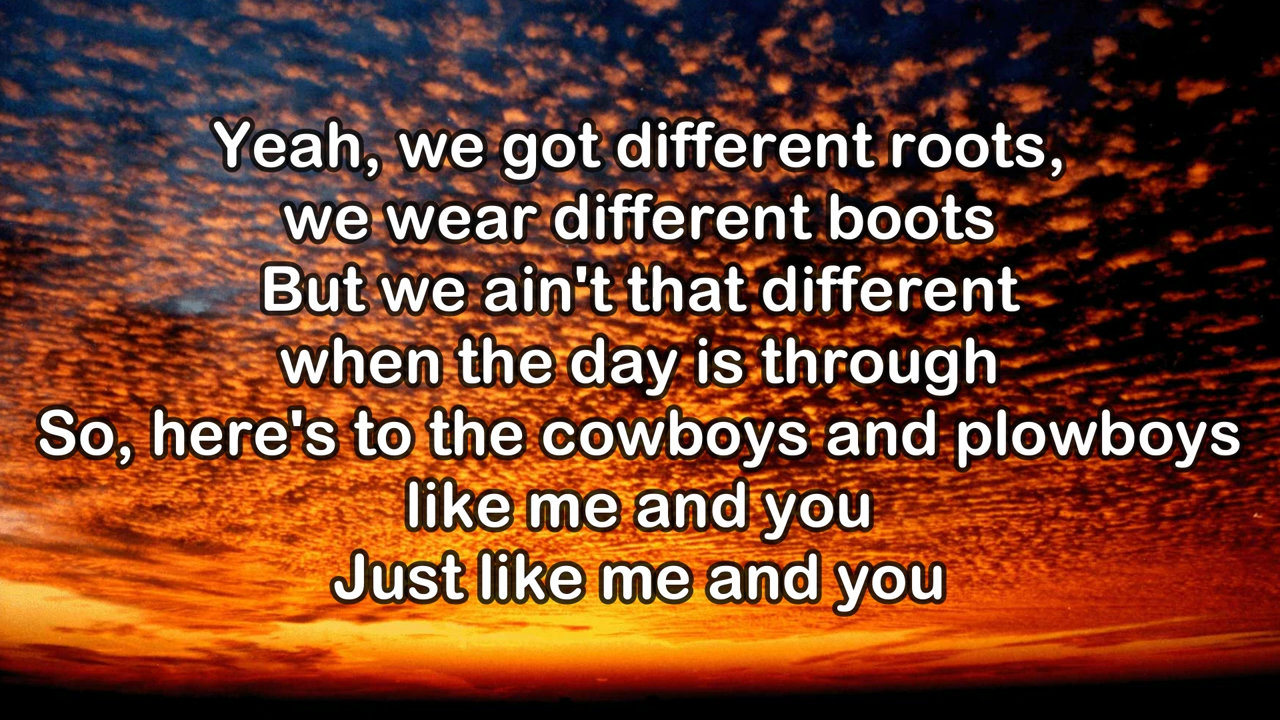 Yeah, we got different roots,
we wear different boots
But we ain't that different
when the day is through
So, here's to the cowboys and plowboys
like me and you
Just like me and you